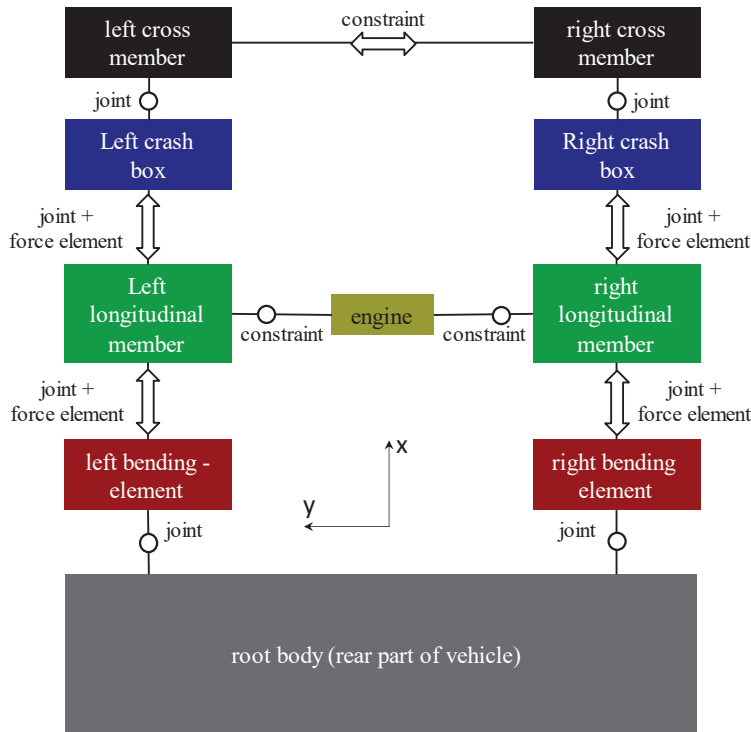 left cross
member
constraint
right cross
member
joint
joint
Left crash
box
Right crash
box
joint +
force element
joint +
force element
Left
longitudinal
member
constraint
engine
constraint
right
longitudinal
member
joint +
force element
joint +
force element
left bending -
element
x
y
right bending
element
joint
joint
root body (rear part of vehicle)